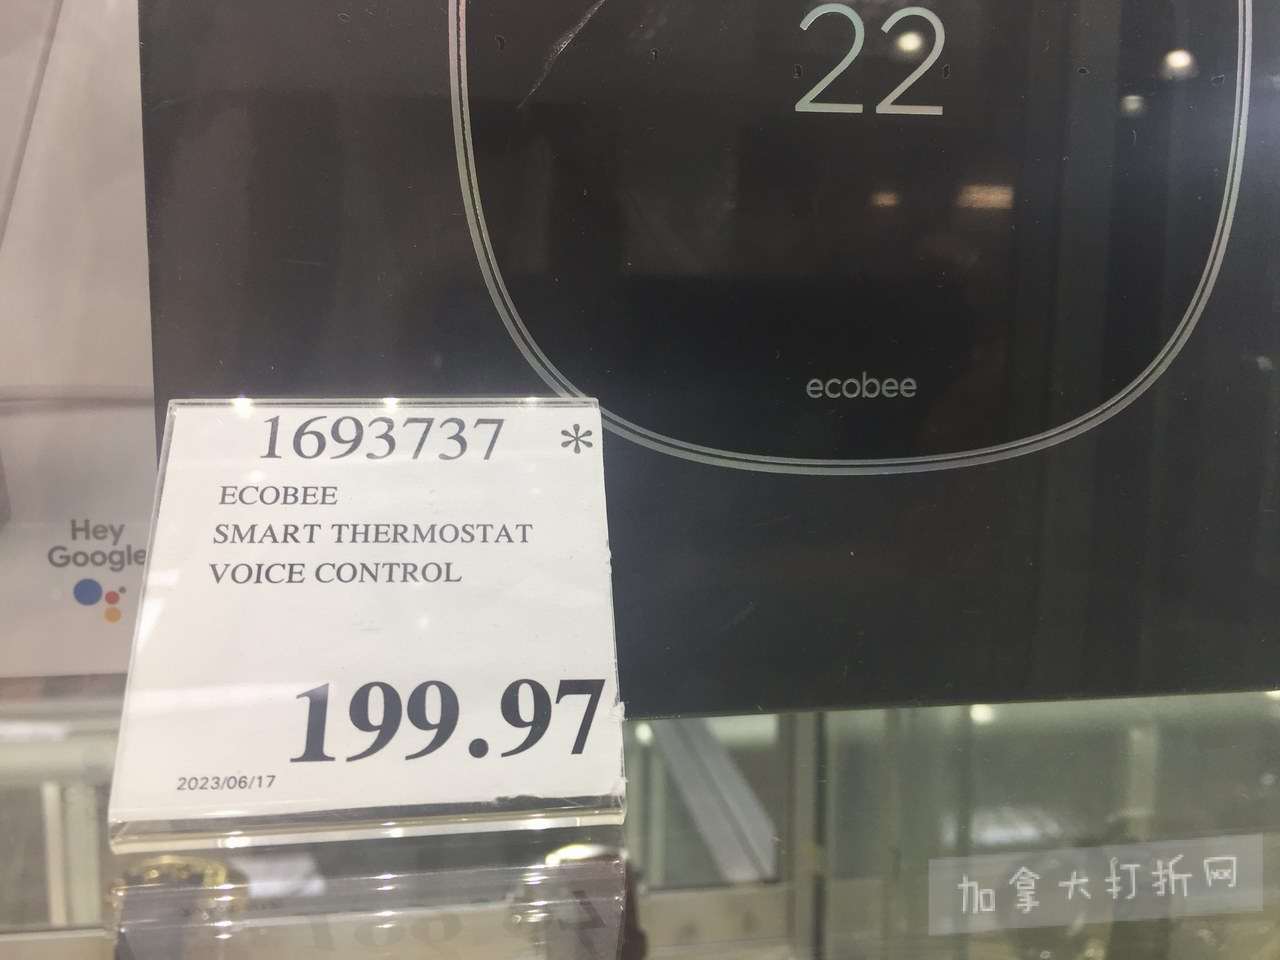 22
ecobee
1693737 *
ECOBEE
SMART THERMOSTAT
VOICE CONTROL
199.97
2023/06/17
Hey
Google
加拿大打折网